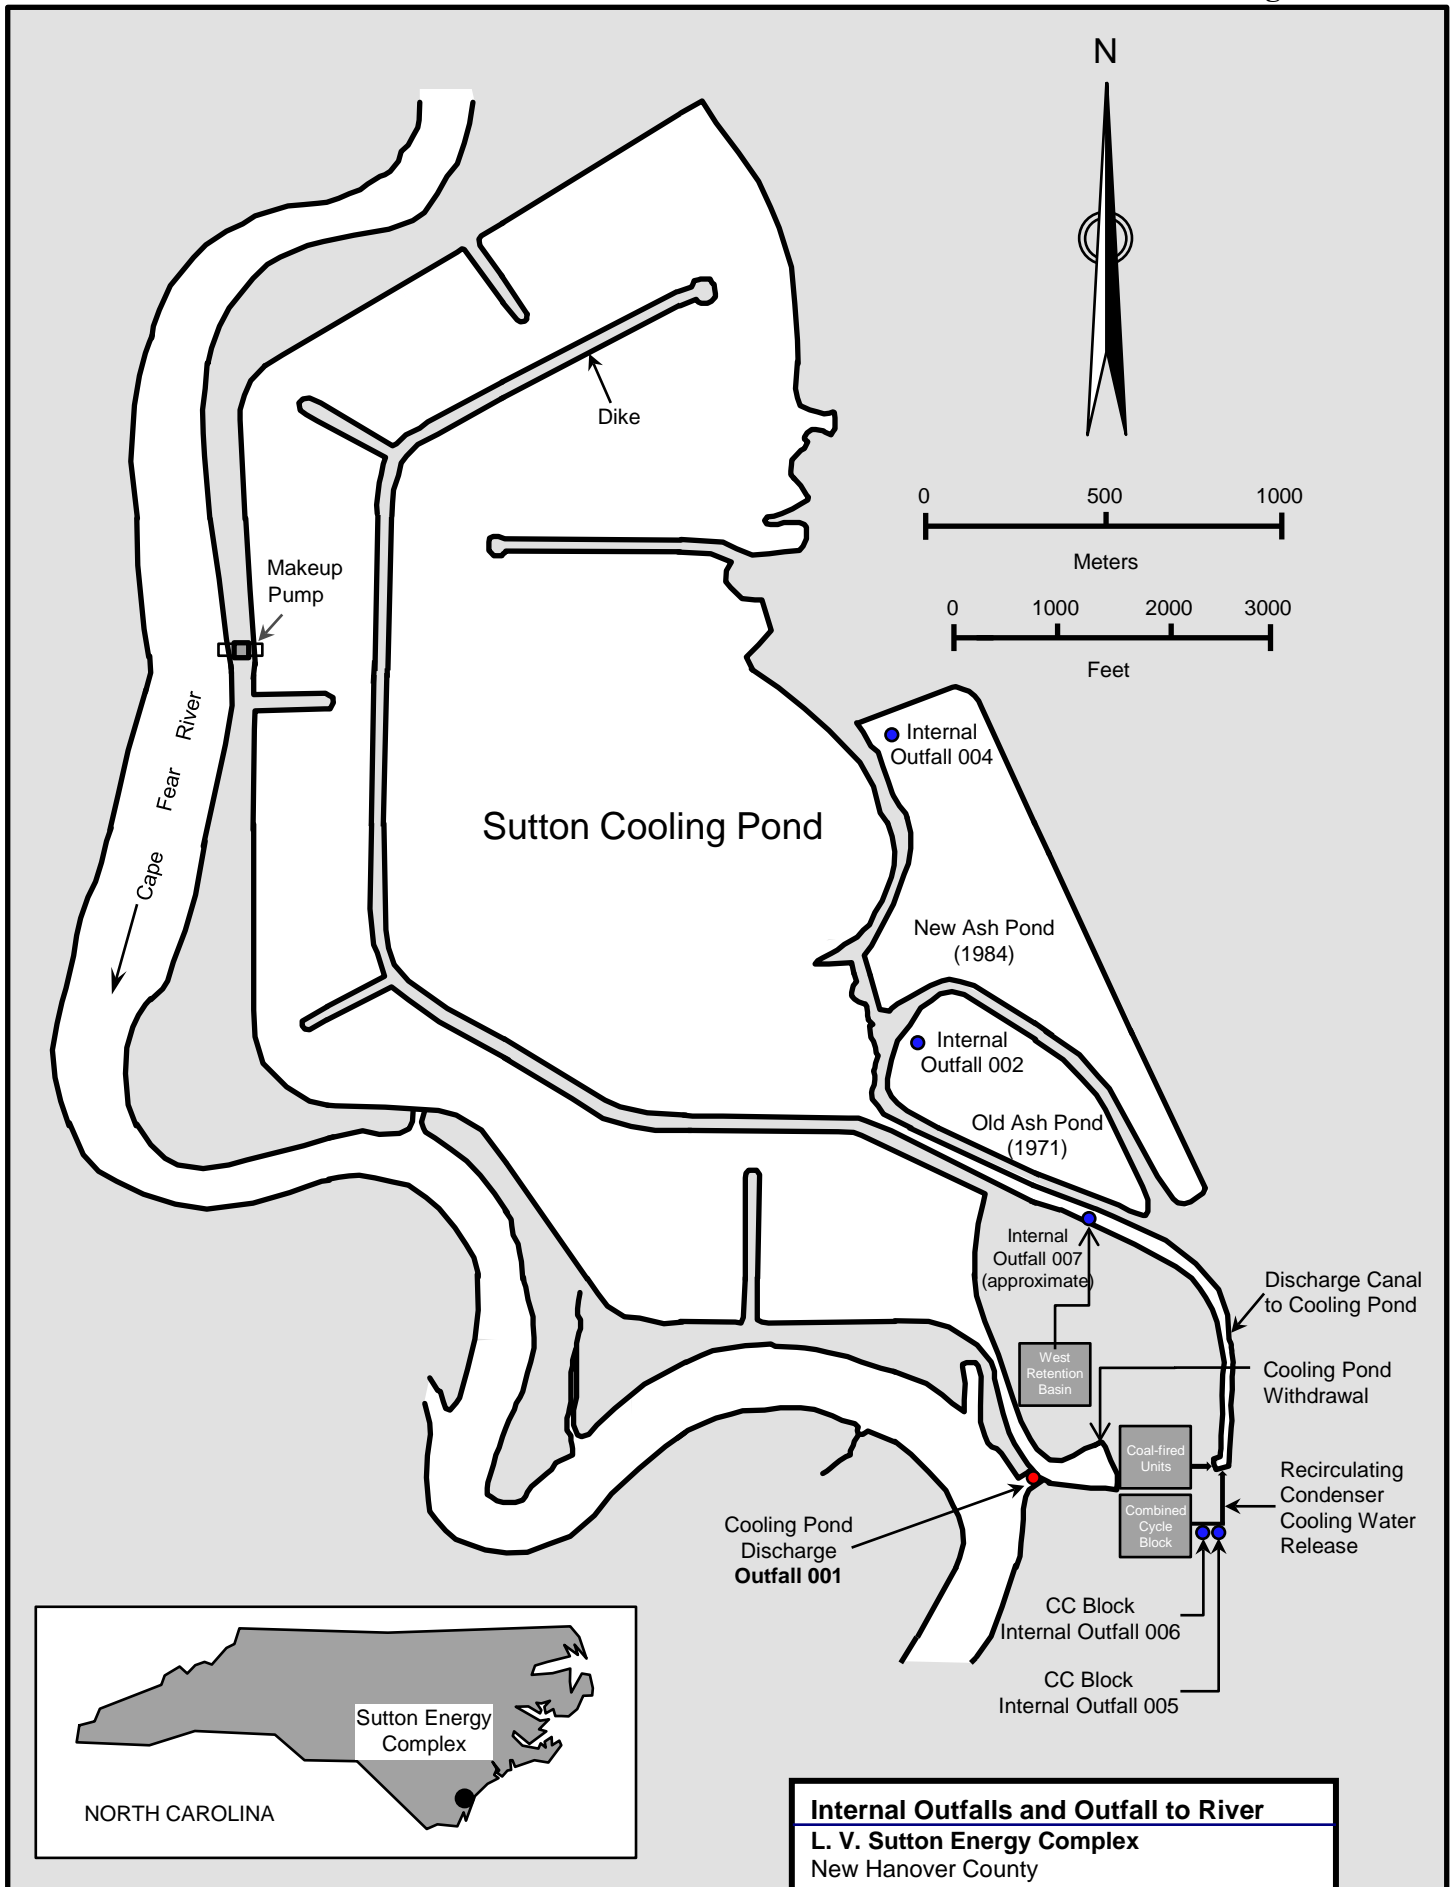 N
Dike
0 500 1000
Meters
0 1000 2000 3000
Feet
Makeup
Pump
Cape Fear River
Sutton Cooling Pond
Internal
Outfall 004
New Ash Pond
(1984)
Internal
Outfall 002
Old Ash Pond
(1971)
Internal
Outfall 007
(approximate)
Discharge Canal
to Cooling Pond
West
Retention
Basin
Cooling Pond
Withdrawal
Coal-fired
Units
Combined
Cycle
Block
Recirculating
Condenser
Cooling Water
Release
Cooling Pond
Discharge
Outfall 001
CC Block
Internal Outfall 006
CC Block
Internal Outfall 005
Sutton Energy
Complex
NORTH CAROLINA
Internal Outfalls and Outfall to River
L. V. Sutton Energy Complex
New Hanover County